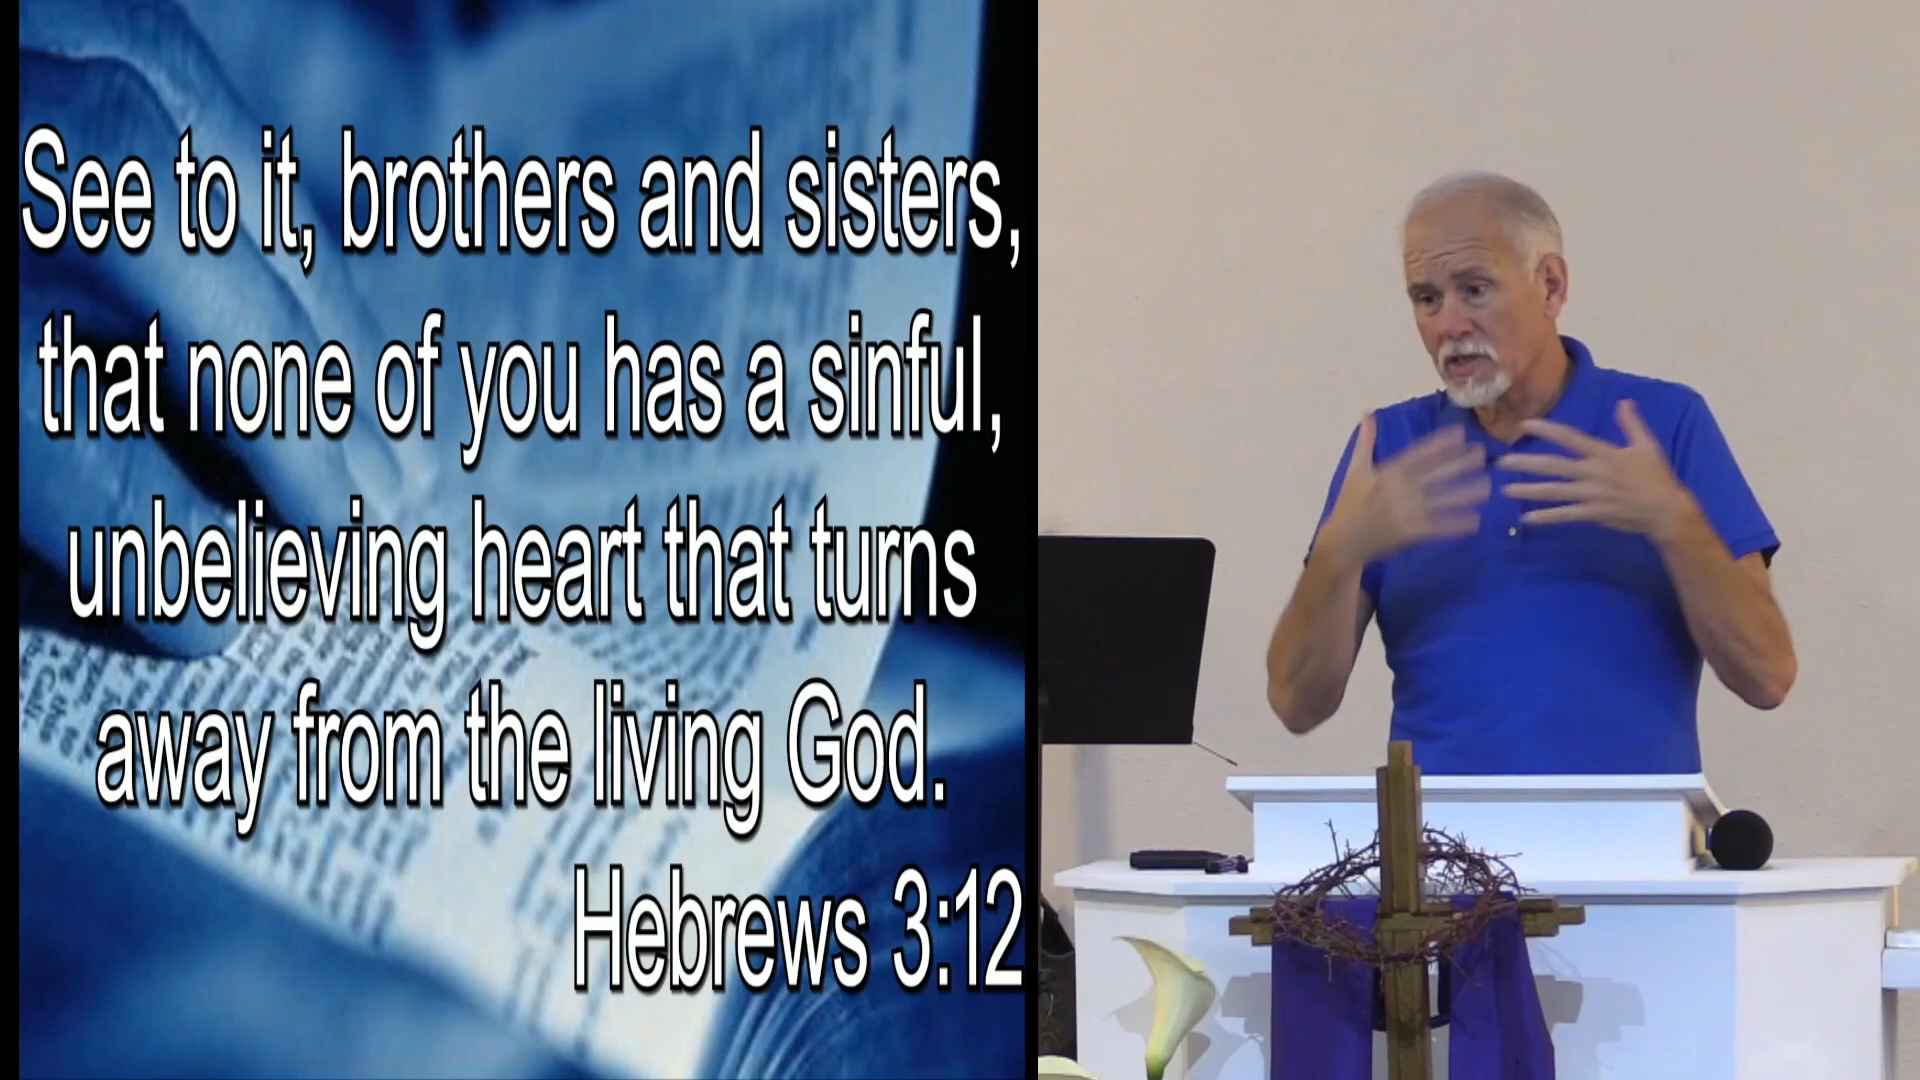 See to it, brothers and sisters,
that none of you has a sinful,
unbelieving heart that turns
away from the living God.
Hebrews 3:12